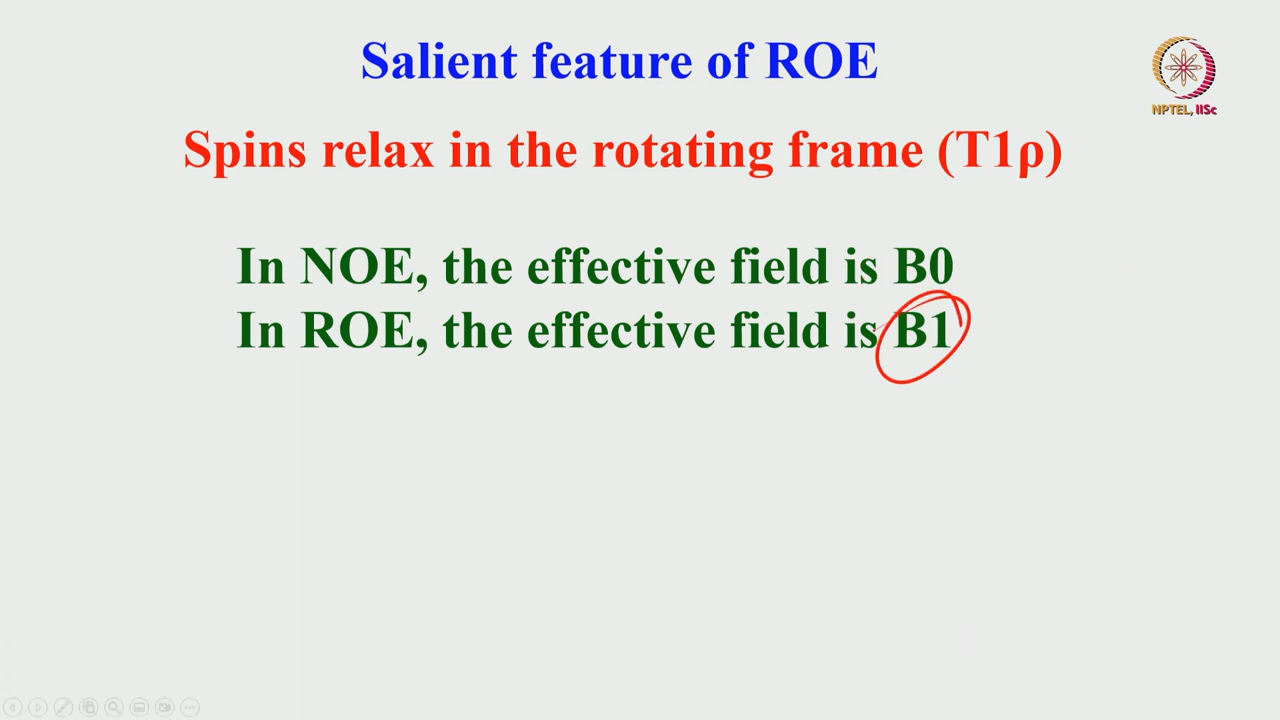 Salient feature of ROE
NPTEL, IISc
Spins relax in the rotating frame (T1ρ)
In NOE, the effective field is B0
In ROE, the effective field is B1